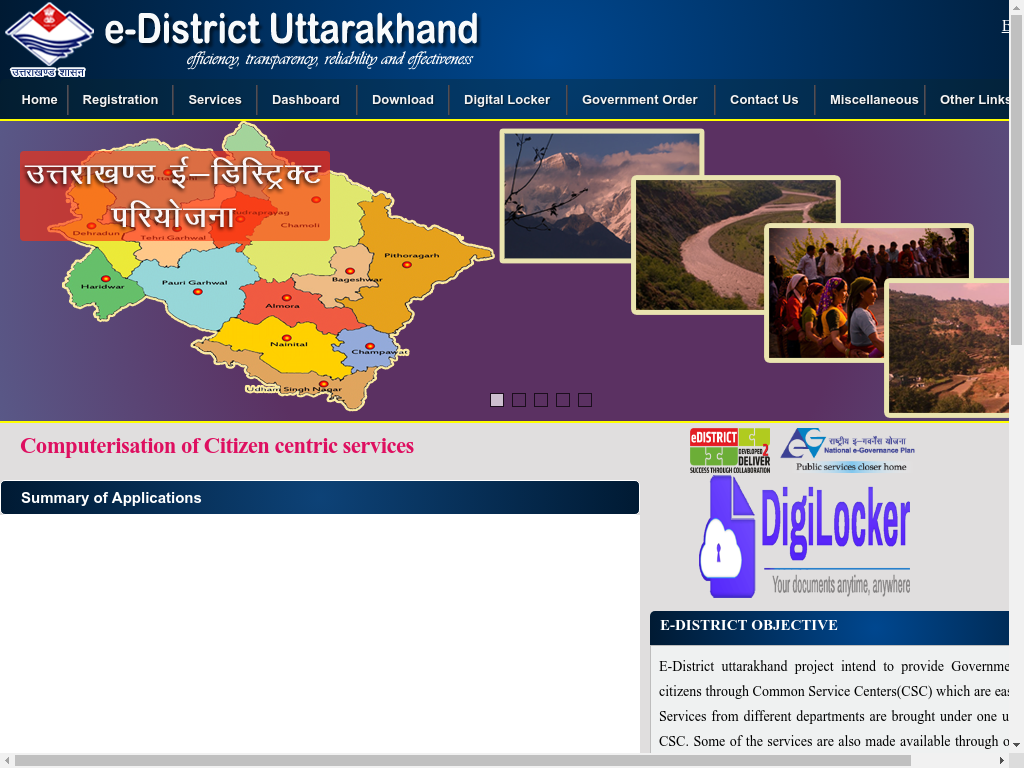 e-District Uttarakhand
efficiency, transparency, reliability and effectiveness
उत्तराखण्ड शासन
Home Registration Services Dashboard Download Digital Locker Government Order Contact Us Miscellaneous Other Links
उत्तराखण्ड ई–डिस्ट्रिक्ट
परियोजना
Chamoli
Dehradun
Tehri Garhwal
Pithoragarh
Bageshwar
Haridwar
Pauri Garhwal
Almora
Nainital
Champawat
Udham Singh Nagar
Computerisation of Citizen centric services
eDISTRICT
DEVELOPED 2
DELIVER
SUCCESS THROUGH COLLABORATION
राष्ट्रीय इ-गवर्नेंस योजना
National e-Governance Plan
Public services closer home
Summary of Applications
DigiLocker
Your documents anytime, anywhere
E-DISTRICT OBJECTIVE
E-District uttarakhand project intend to provide Governme
citizens through Common Service Centers(CSC) which are eas
Services from different departments are brought under one u
CSC. Some of the services are also made available through o